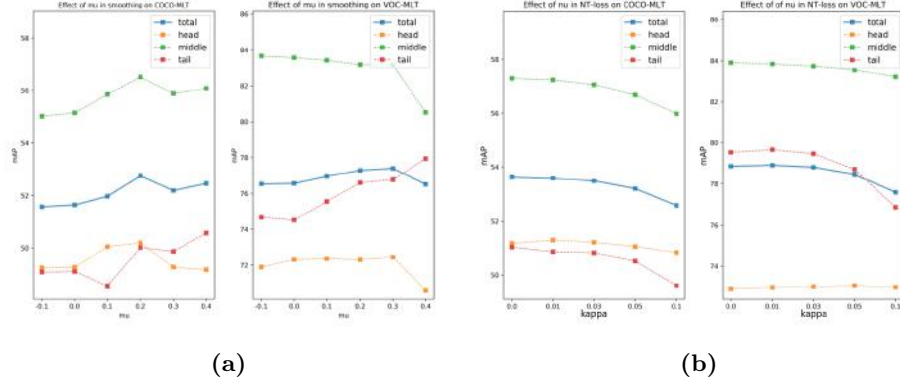 Effect of mu in smoothing on COCO-MLT
mAP
total
head
middle
tail
56
54
52
50
-0.1 0.0 0.1 0.2 0.3 0.4
mu
Effect of mu in smoothing on VOC-MLT
mAP
total
head
middle
tail
86
84
82
80
78
76
74
72
-0.1 0.0 0.1 0.2 0.3 0.4
mu
(a)
Effect of nu in NT-loss on COCO-MLT
mAP
total
head
middle
tail
58
56
54
52
50
0.0 0.01 0.03 0.05 0.1
kappa
Effect of of nu in NT-loss on VOC-MLT
mAP
total
head
middle
tail
86
84
82
80
78
76
74
0.0 0.01 0.03 0.05 0.1
kappa
(b)